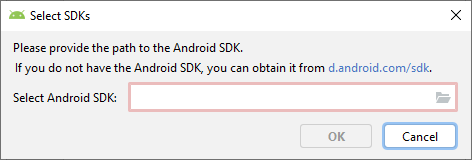 Select SDKs
Please provide the path to the Android SDK.
If you do not have the Android SDK, you can obtain it from d.android.com/sdk.
Select Android SDK:
OK
Cancel